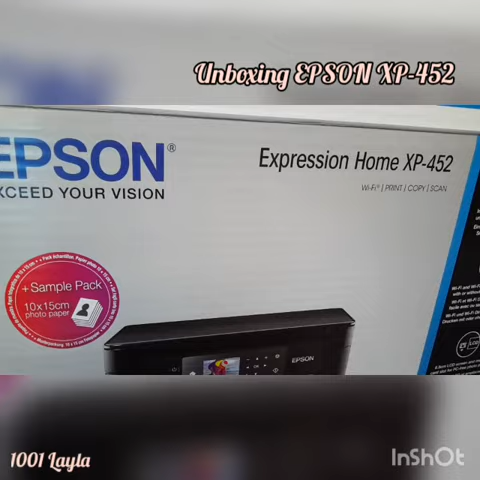 Unboxing EPSON XP-452
EPSON®
EXCEED YOUR VISION
Expression Home XP-452
Wi-Fi® | PRINT / COPY | SCAN
+ Sample Pack
10x15cm
photo paper
EPSON
1001 Layla
InShOt